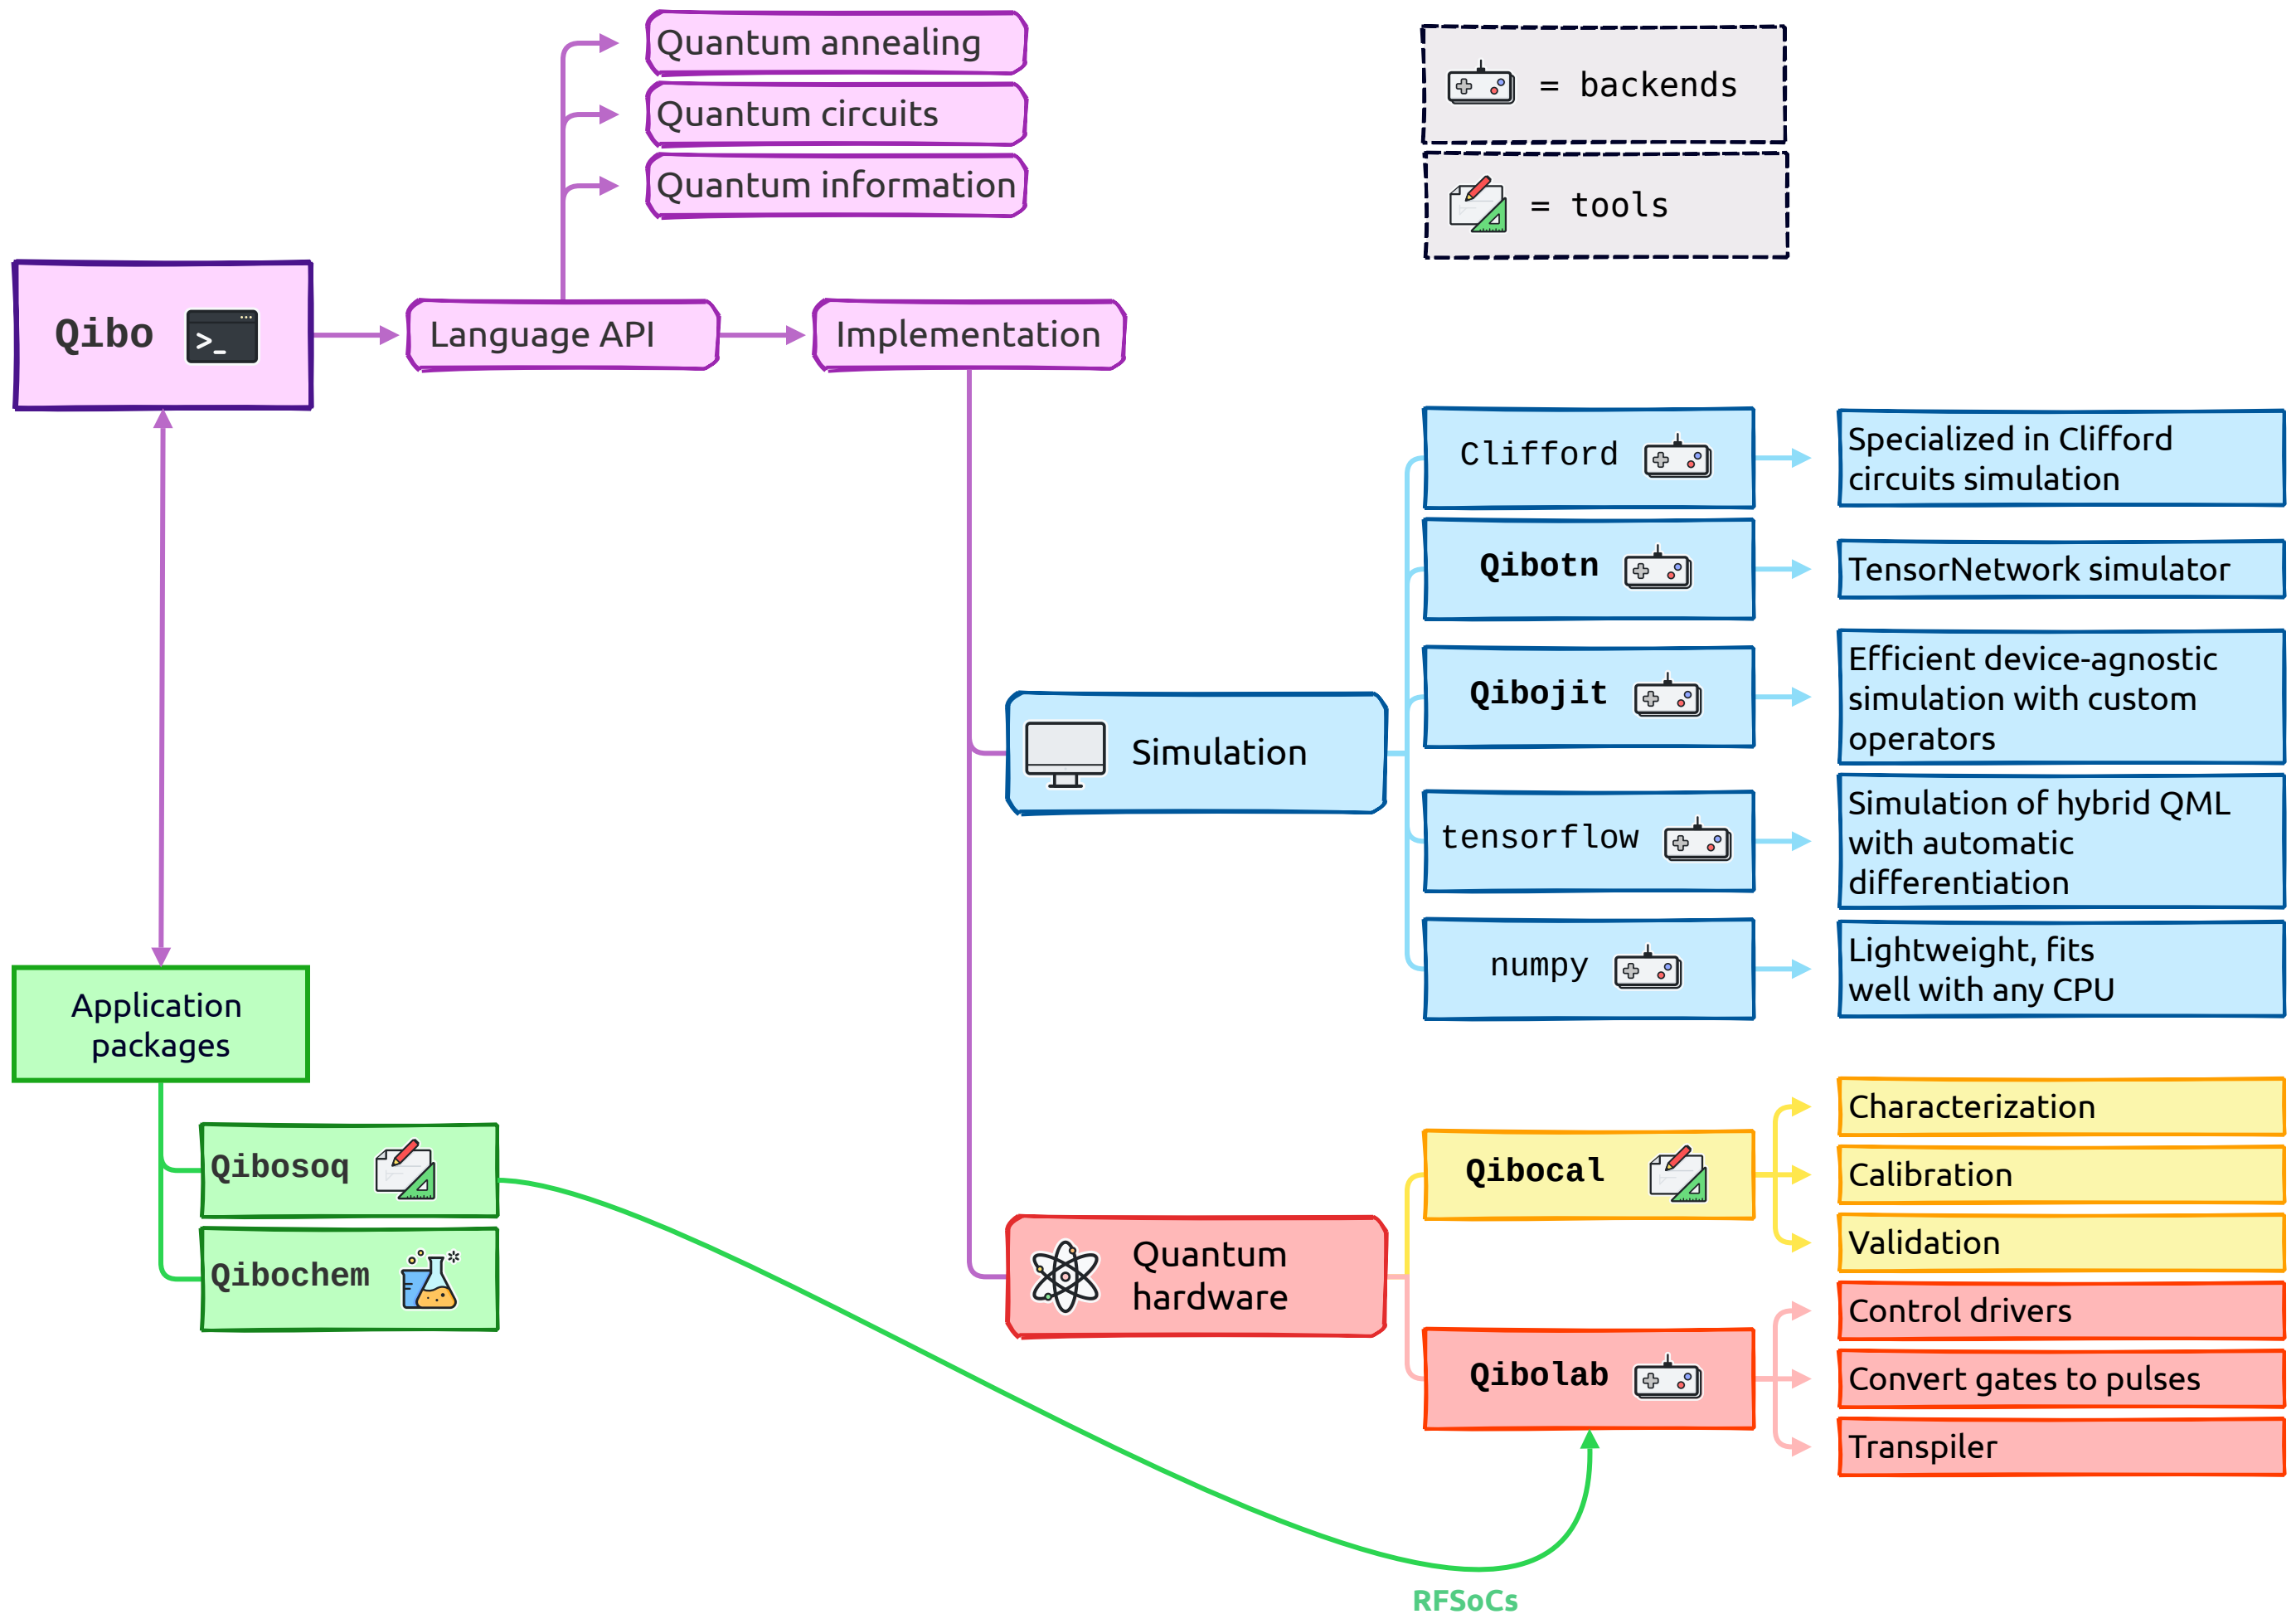 Quantum annealing
Quantum circuits
Quantum information
= backends
= tools
Qibo
>_
Language API
Implementation
Clifford
Specialized in Clifford
circuits simulation
Qibotn
TensorNetwork simulator
Qibojit
Efficient device-agnostic
simulation with custom
operators
Simulation
tensorflow
Simulation of hybrid QML
with automatic
differentiation
numpy
Lightweight, fits
well with any CPU
Application
packages
Qibosoq
Qibochem
Quantum
hardware
Qibocal
Characterization
Calibration
Validation
Qibolab
Control drivers
Convert gates to pulses
Transpiler
RFSoCs